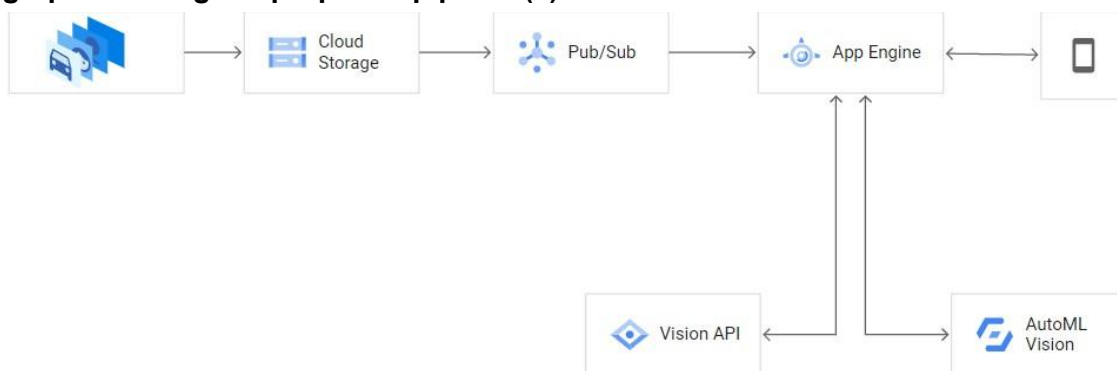 Cloud
Storage
Pub/Sub
App Engine
Vision API
AutoML
Vision